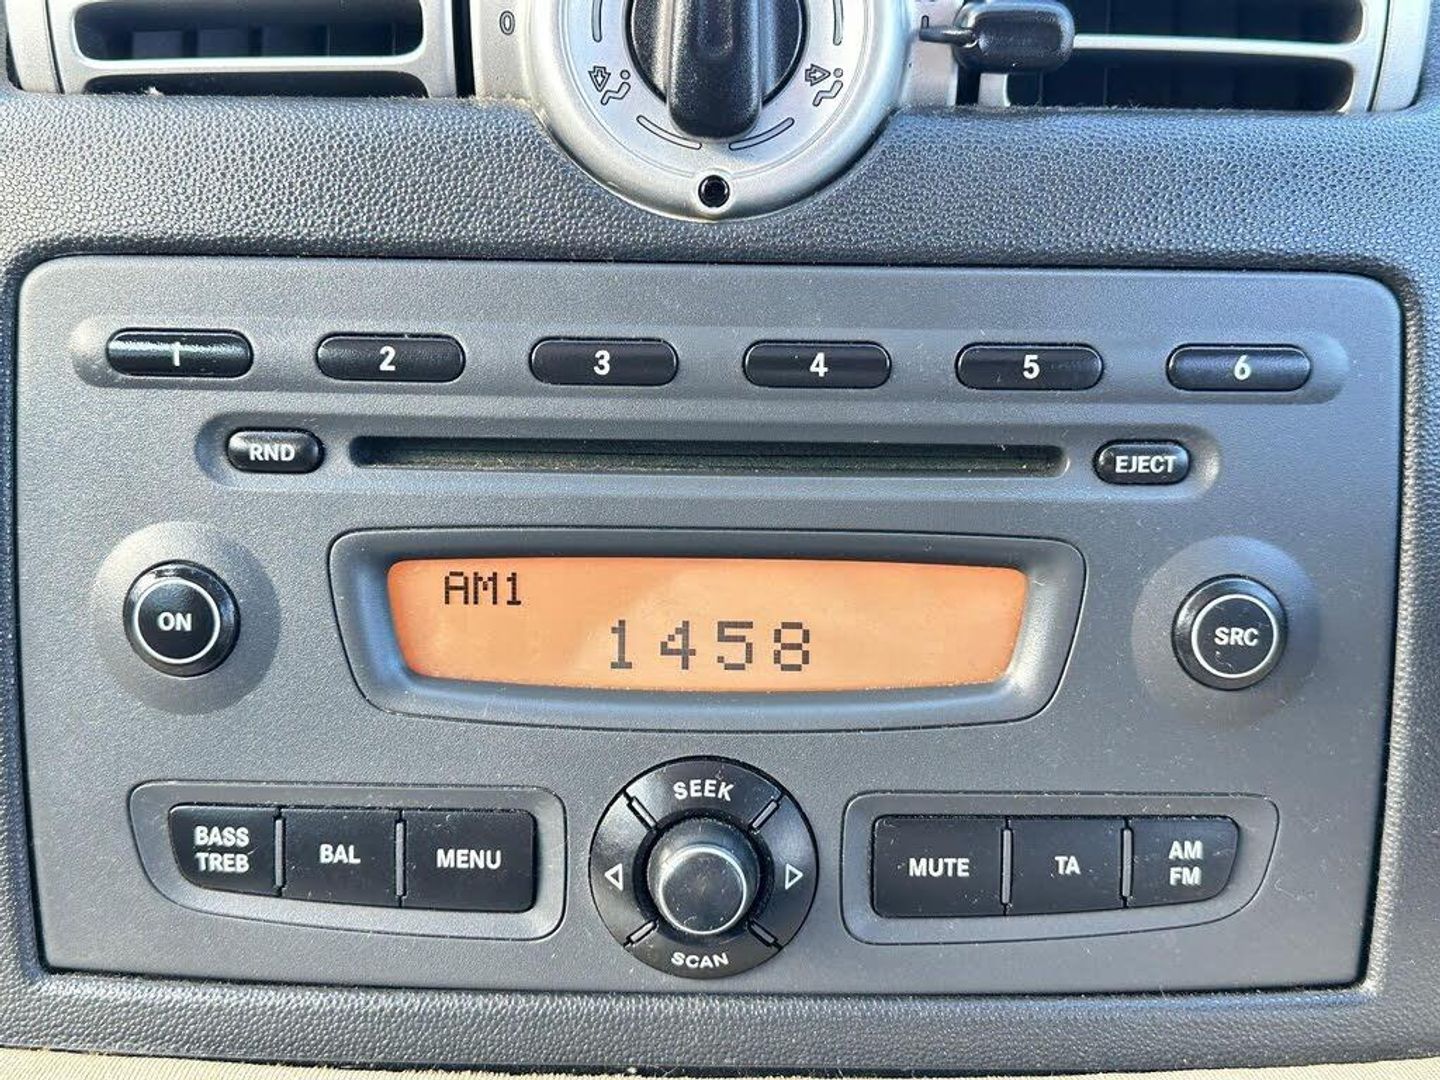 0
1 2 3 4 5 6
RND EJECT
AM1
1458
ON
SRC
SEEK
BASS
TREB
BAL
MENU
MUTE
TA
AM
FM
SCAN